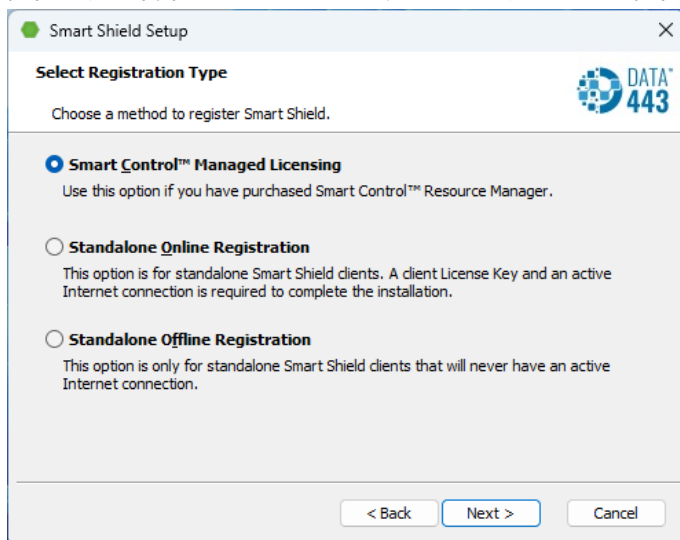 Smart Shield Setup
Select Registration Type
Choose a method to register Smart Shield.
DATA™
443
Smart Control™ Managed Licensing
Use this option if you have purchased Smart Control™ Resource Manager.
Standalone Online Registration
This option is for standalone Smart Shield clients. A client License Key and an active
Internet connection is required to complete the installation.
Standalone Offline Registration
This option is only for standalone Smart Shield clients that will never have an active
Internet connection.
< Back
Next >
Cancel